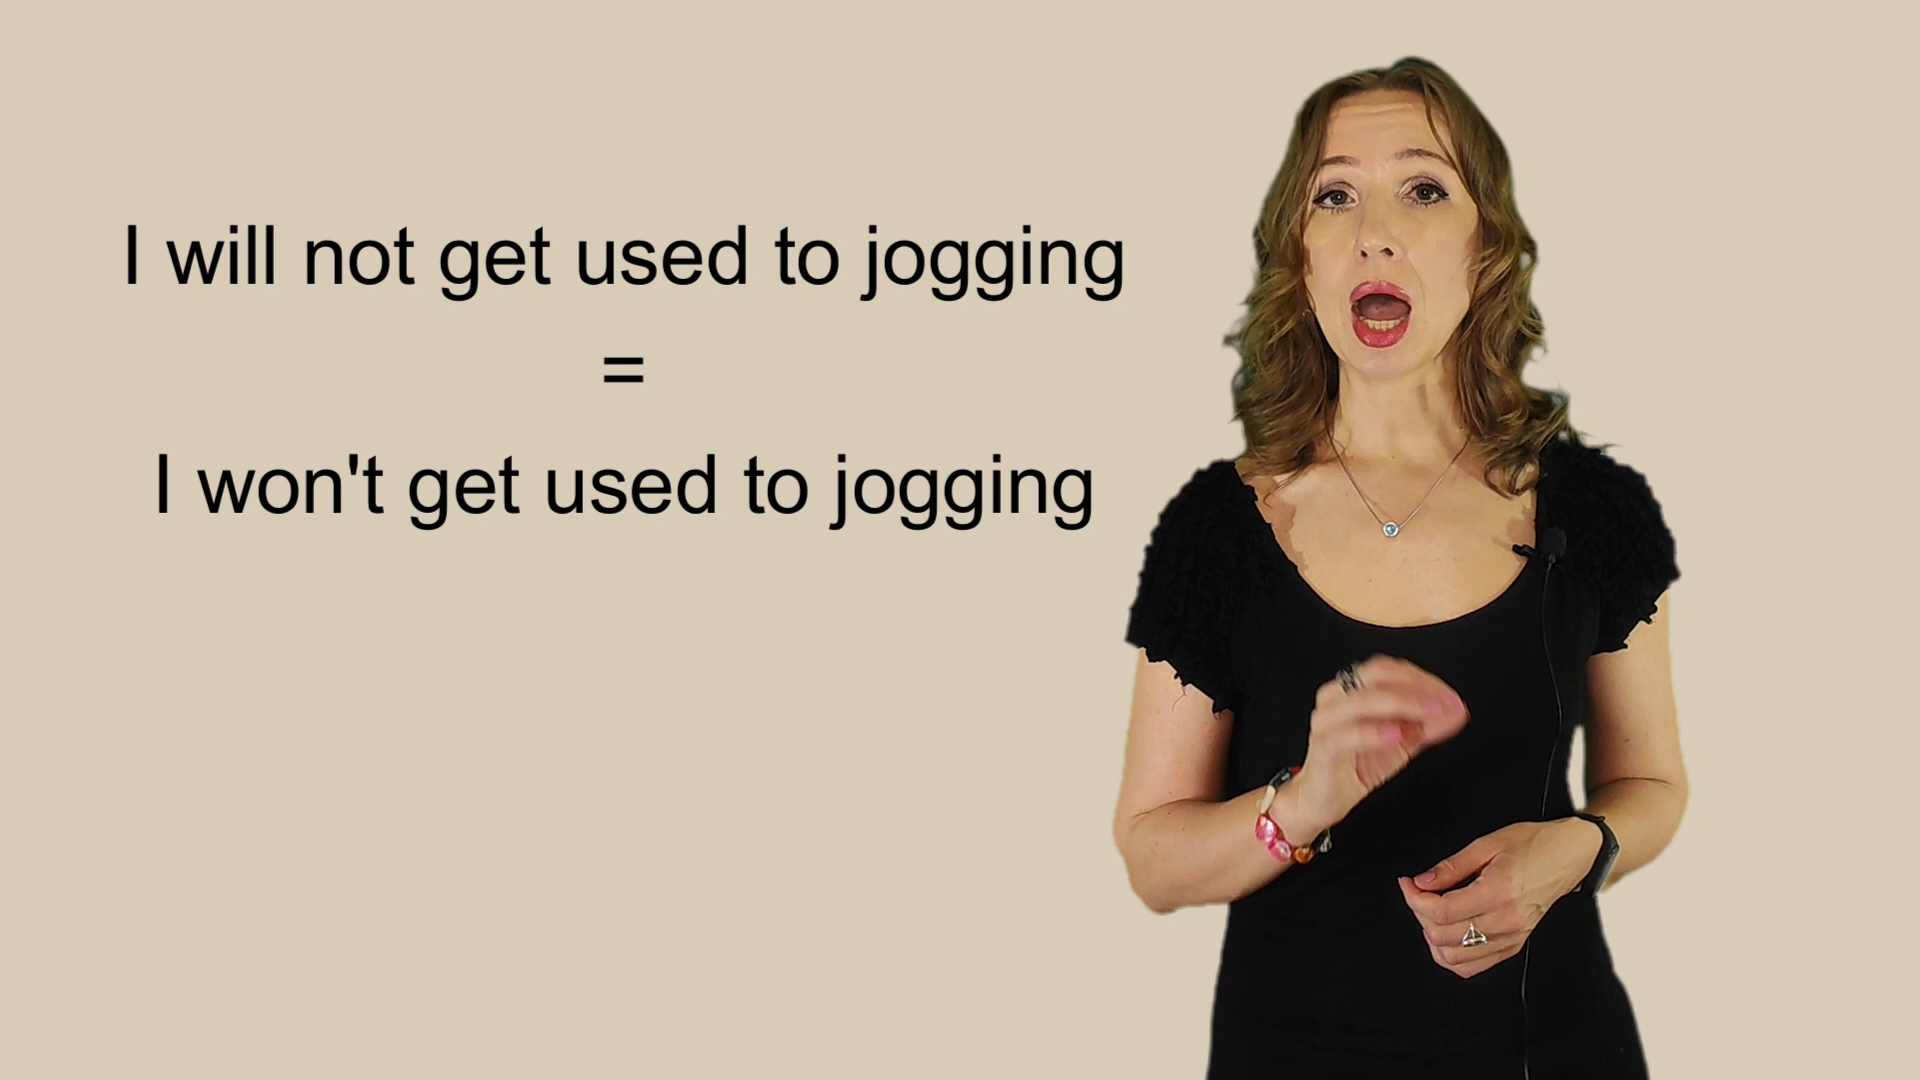 I will not get used to jogging
=
I won't get used to jogging